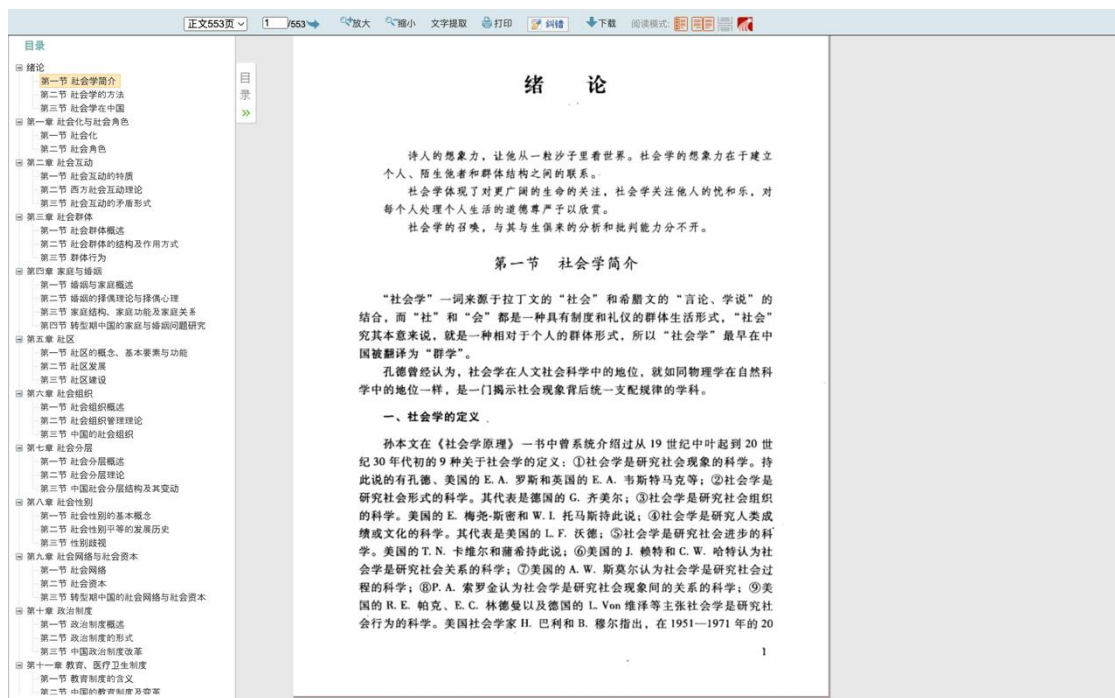 正文553页
1 /553
放大
缩小
文字提取
打印
纠错
下载
阅读模式:
目录
绪论
第一节 社会学简介
第二节 社会学的方法
第三节 社会学在中国
第一章 社会化与社会角色
第一节 社会化
第二节 社会角色
第二章 社会互动
第一节 社会互动的特质
第二节 西方社会互动理论
第三节 社会互动的矛盾形式
第三章 社会群体
第一节 社会群体概述
第二节 社会群体的结构及作用方式
第三节 群体行为
第四章 家庭与婚姻
第一节 婚姻与家庭概述
第二节 婚姻的择偶理论与择偶心理
第三节 家庭结构、家庭功能及家庭关系
第四节 转型期中国的家庭与婚姻问题研究
第五章 社区
第一节 社区的概念、基本要素与功能
第二节 社区发展
第三节 社区建设
第六章 社会组织
第一节 社会组织概述
第二节 社会组织管理理论
第三节 中国的社会组织
第七章 社会分层
第一节 社会分层概述
第二节 社会分层理论
第三节 中国社会分层结构及其变动
第八章 社会性别
第一节 社会性别的基本概念
第二节 社会性别平等的发展历史
第三节 性别歧视
第九章 社会网络与社会资本
第一节 社会网络
第二节 社会资本
第三节 转型期中国的社会网络与社会资本
第十章 政治制度
第一节 政治制度概述
第二节 政治制度的形式
第三节 中国政治制度改革
第十一章 教育、医疗卫生制度
第一节 教育制度的含义
第二节 中国的教育制度及变革
目
录
»
绪 论
诗人的想象力，让他从一粒沙子里看世界。社会学的想象力在于建立
个人、陌生他者和群体结构之间的联系。
社会学体现了对更广阔的生命的关注，社会学关注他人的忧和乐，对
每个人处理个人生活的道德尊严予以欣赏。
社会学的召唤，与其与生俱来的分析和批判能力分不开。
第一节 社会学简介
“社会学”一词来源于拉丁文的“社会”和希腊文的“言论、学说”的
结合，而“社”和“会”都是一种具有制度和礼仪的群体生活形式，“社会”
究其本意来说，就是一种相对于个人的群体形式，所以“社会学”最早在中
国被翻译为“群学”。
孔德曾经认为，社会学在人文社会科学中的地位，就如同物理学在自然科
学中的地位一样，是一门揭示社会现象背后统一支配规律的学科。
一、社会学的定义
孙本文在《社会学原理》一书中曾系统介绍过从 19 世纪中叶起到 20 世
纪 30 年代初的 9 种关于社会学的定义：①社会学是研究社会现象的科学。持
此说的有孔德、美国的 E. A. 罗斯和英国的 E. A. 韦斯特马克等；②社会学是
研究社会形式的科学。其代表是德国的 G. 齐美尔；③社会学是研究社会组织
的科学。美国的 E. 梅尧-斯密和 W. I. 托马斯持此说；④社会学是研究人类成
绩或文化的科学。其代表是美国的 L. F. 沃德；⑤社会学是研究社会进步的科
学。美国的 T. N. 卡维尔和蒲希持此说；⑥美国的 J. 赖特和 C. W. 哈特认为社
会学是研究社会关系的科学；⑦美国的 A. W. 斯莫尔认为社会学是研究社会过
程的科学；⑧P. A. 索罗金认为社会学是研究社会现象间的关系的科学；⑨美
国的 R. E. 帕克、E. C. 林德曼以及德国的 L. Von 维泽等主张社会学是研究社
会行为的科学。美国社会学家 H. 巴利和 B. 穆尔指出，在 1951—1971 年的 20
1